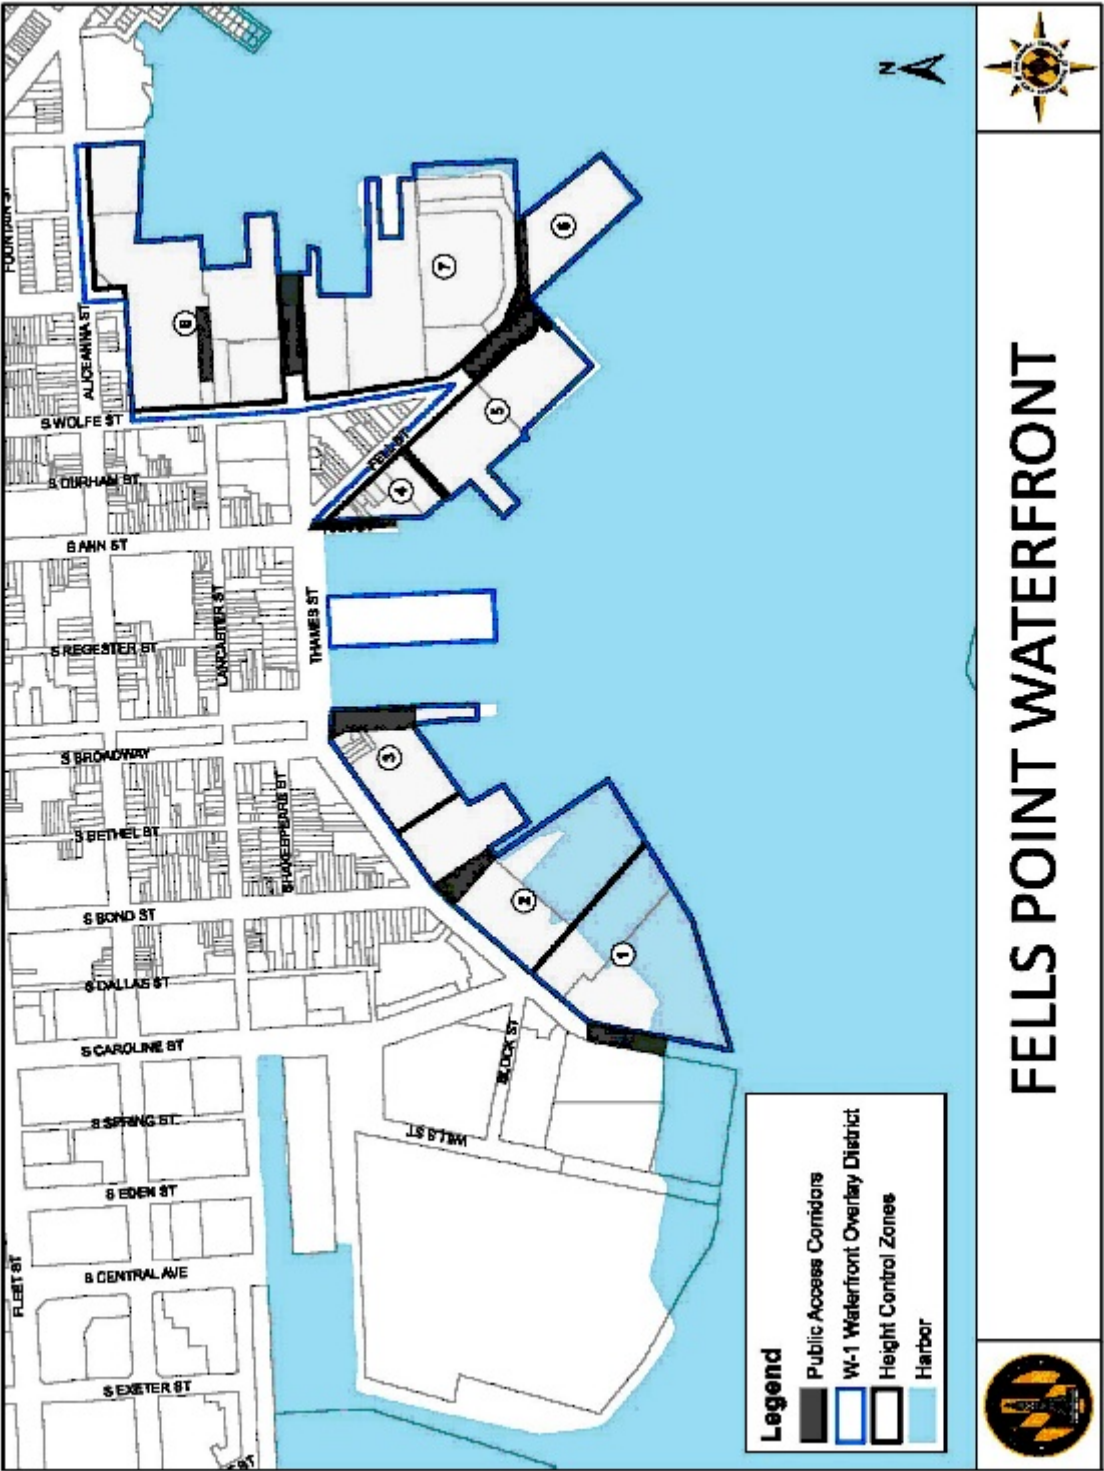 FLEET ST
S EXETER ST
S CENTRAL AVE
S EDEN ST
S SPRING ST
S CAROLINE ST
S DALLAS ST
S BOND ST
S BETHEL ST
S BROADWAY
S REGESTER ST
S ANN ST
S DURHAM ST
S WOLFE ST
ALICEANNA ST
FOUNTAIN ST
SHAKESPEARE ST
LANCASTER ST
THAMES ST
FELL ST
WILLS ST
BLOCK ST
1
2
3
4
5
6
7
8
N
Legend
Public Access Corridors
W-1 Waterfront Overlay District
Height Control Zones
Harbor
FELLS POINT WATERFRONT